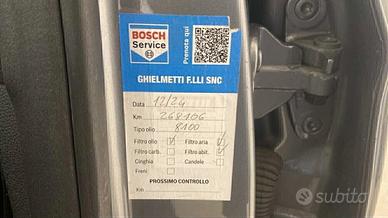 BOSCH
Service
Prenota qui
GHIELMETTI F.LLI SNC
Data 12/24
Km 268106
Tipo olio 8100
Filtro olio Filtro aria
Filtro carb. Filtro abit.
Cinghia Candele
Freni
PROSSIMO CONTROLLO
Km
subito